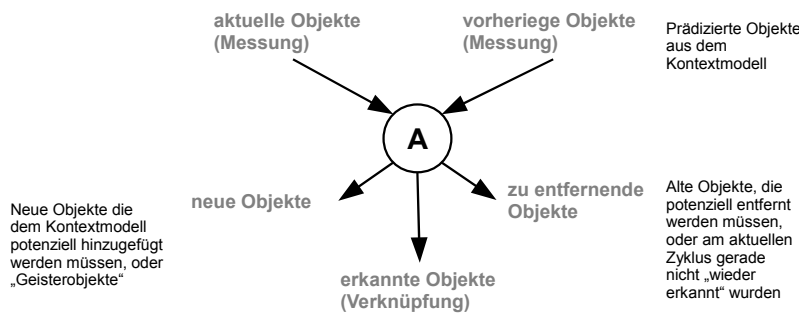 aktuelle Objekte
(Messung)
vorheriege Objekte
(Messung)
Prädizierte Objekte
aus dem
Kontextmodell
A
neue Objekte
zu entfernende
Objekte
Neue Objekte die
dem Kontextmodell
potenziell hinzugefügt
werden müssen, oder
„Geisterobjekte“
Alte Objekte, die
potenziell entfernt
werden müssen,
oder am aktuellen
Zyklus gerade
nicht „wieder
erkannt“ wurden
erkannte Objekte
(Verknüpfung)